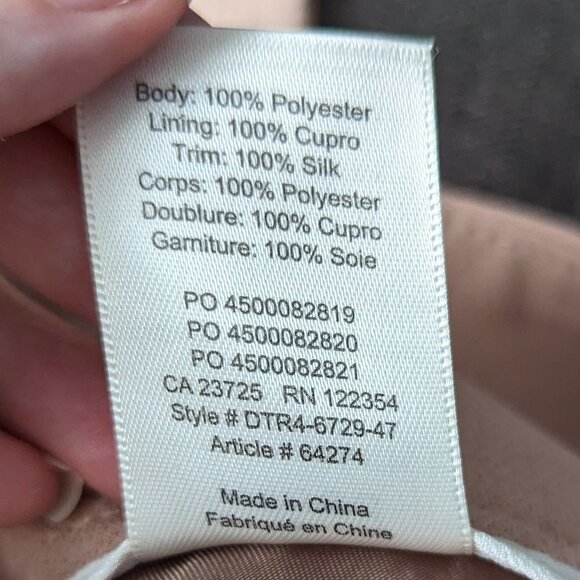 Body: 100% Polyester
Lining: 100% Cupro
Trim: 100% Silk
Corps: 100% Polyester
Doublure: 100% Cupro
Garniture: 100% Soie
PO 4500082819
PO 4500082820
PO 4500082821
CA 23725 RN 122354
Style # DTR4-6729-47
Article # 64274
Made in China
Fabriqué en Chine